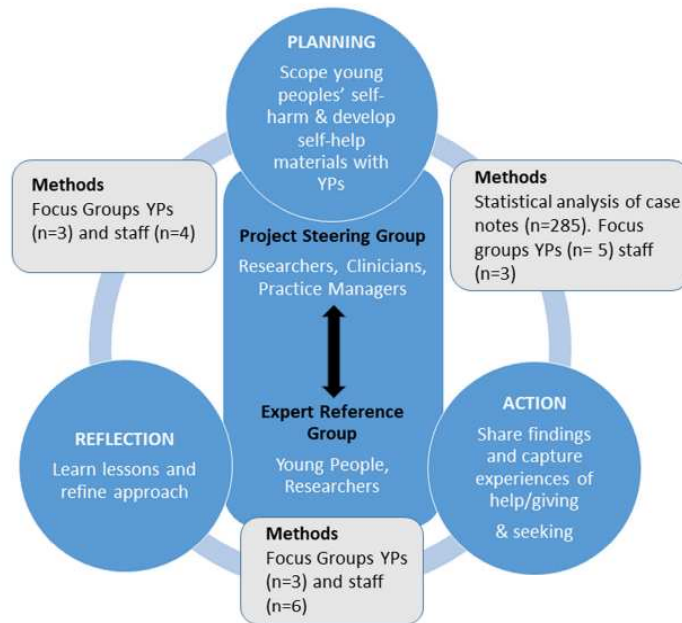 PLANNING
Scope young
peoples' self-
harm & develop
self-help
materials with
YPs
Methods
Focus Groups YPs
(n=3) and staff (n=4)
Methods
Statistical analysis of case
notes (n=285). Focus
groups YPs (n= 5) staff
(n=3)
Project Steering Group
Researchers, Clinicians,
Practice Managers
Expert Reference
Group
Young People,
Researchers
REFLECTION
Learn lessons and
refine approach
ACTION
Share findings
and capture
experiences of
help/giving
& seeking
Methods
Focus Groups YPs
(n=3) and staff
(n=6)